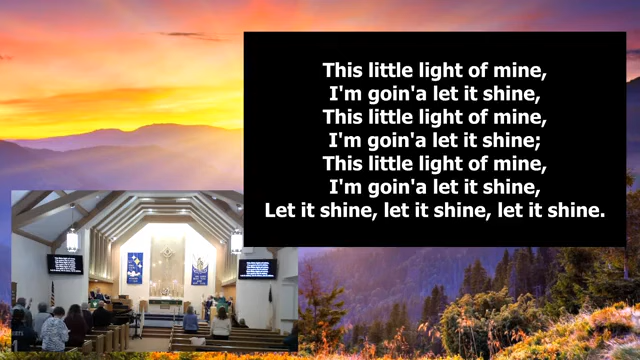 This little light of mine,
I'm goin'a let it shine,
This little light of mine,
I'm goin'a let it shine;
This little light of mine,
I'm goin'a let it shine,
Let it shine, let it shine, let it shine.